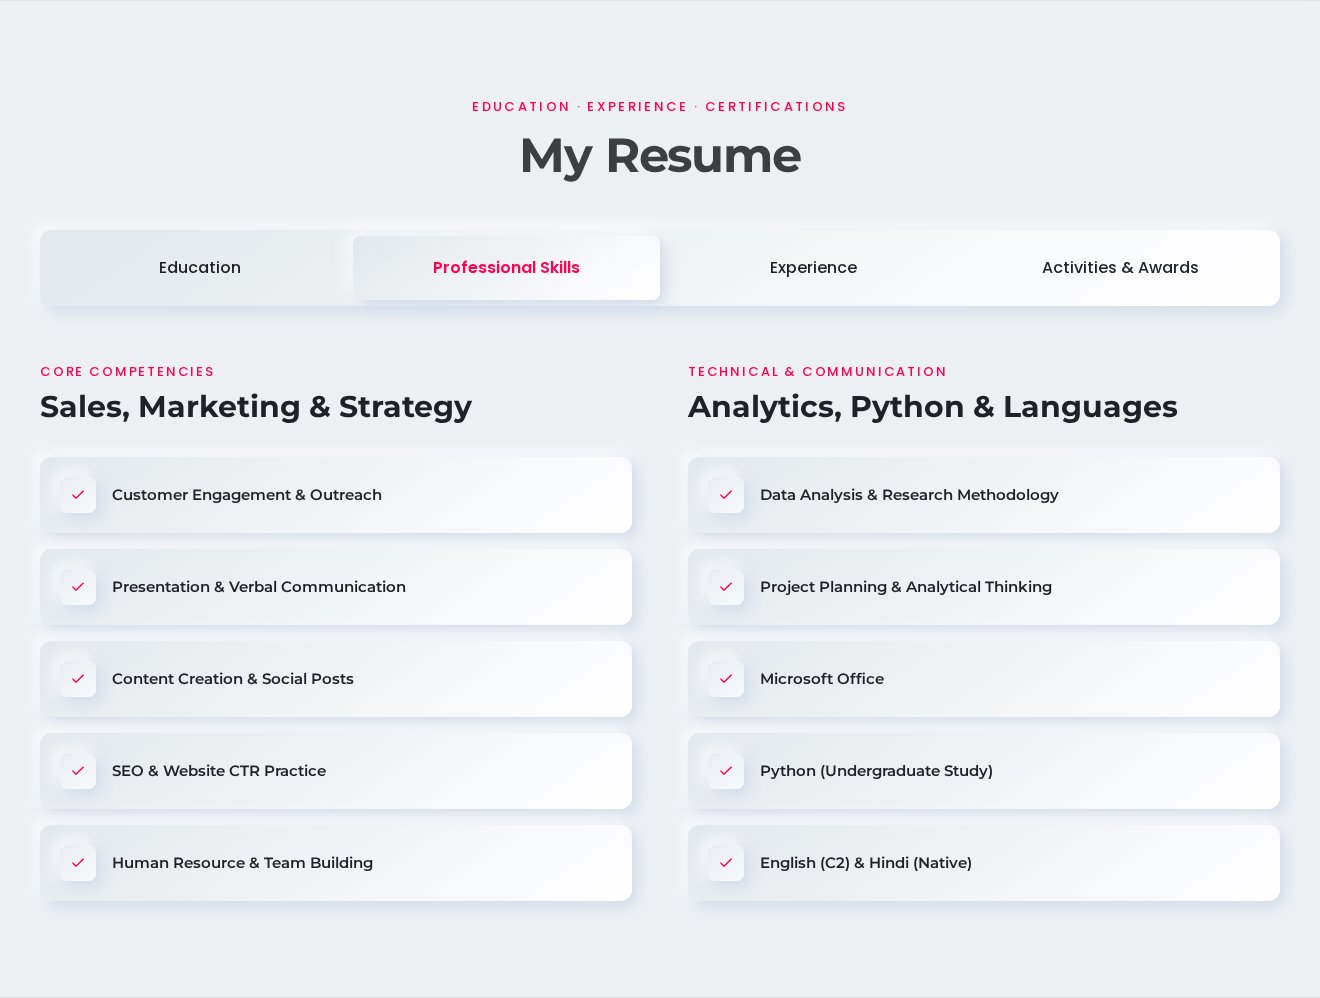 EDUCATION · EXPERIENCE · CERTIFICATIONS
My Resume
Education
Professional Skills
Experience
Activities & Awards
CORE COMPETENCIES
Sales, Marketing & Strategy
Customer Engagement & Outreach
Presentation & Verbal Communication
Content Creation & Social Posts
SEO & Website CTR Practice
Human Resource & Team Building
TECHNICAL & COMMUNICATION
Analytics, Python & Languages
Data Analysis & Research Methodology
Project Planning & Analytical Thinking
Microsoft Office
Python (Undergraduate Study)
English (C2) & Hindi (Native)